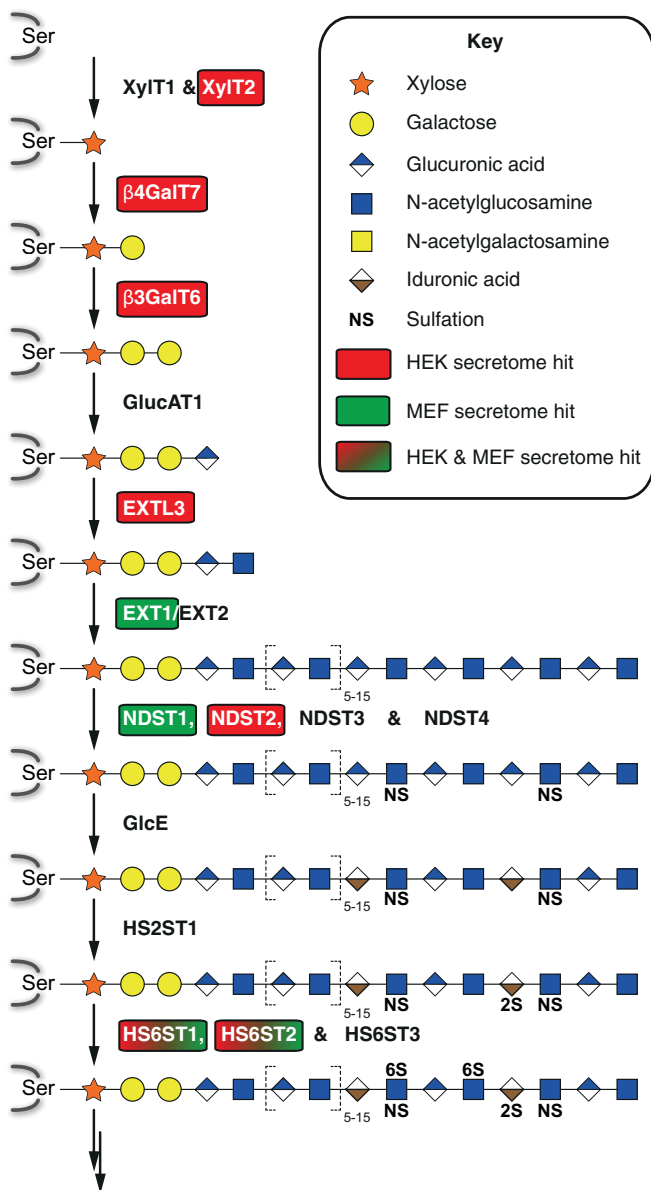 Ser
XylT1 & XylT2
Ser
β4GalT7
Ser
β3GalT6
Ser
GlucAT1
Ser
EXTL3
Ser
EXT1/EXT2
Ser
5-15
NDST1, NDST2, NDST3 & NDST4
Ser
5-15 NS NS
GlcE
Ser
5-15 NS NS
HS2ST1
Ser
5-15 NS 2S NS
HS6ST1, HS6ST2 & HS6ST3
6S 6S
Ser
5-15 NS 2S NS
Key
Xylose
Galactose
Glucuronic acid
N-acetylglucosamine
N-acetylgalactosamine
Iduronic acid
NS Sulfation
HEK secretome hit
MEF secretome hit
HEK & MEF secretome hit